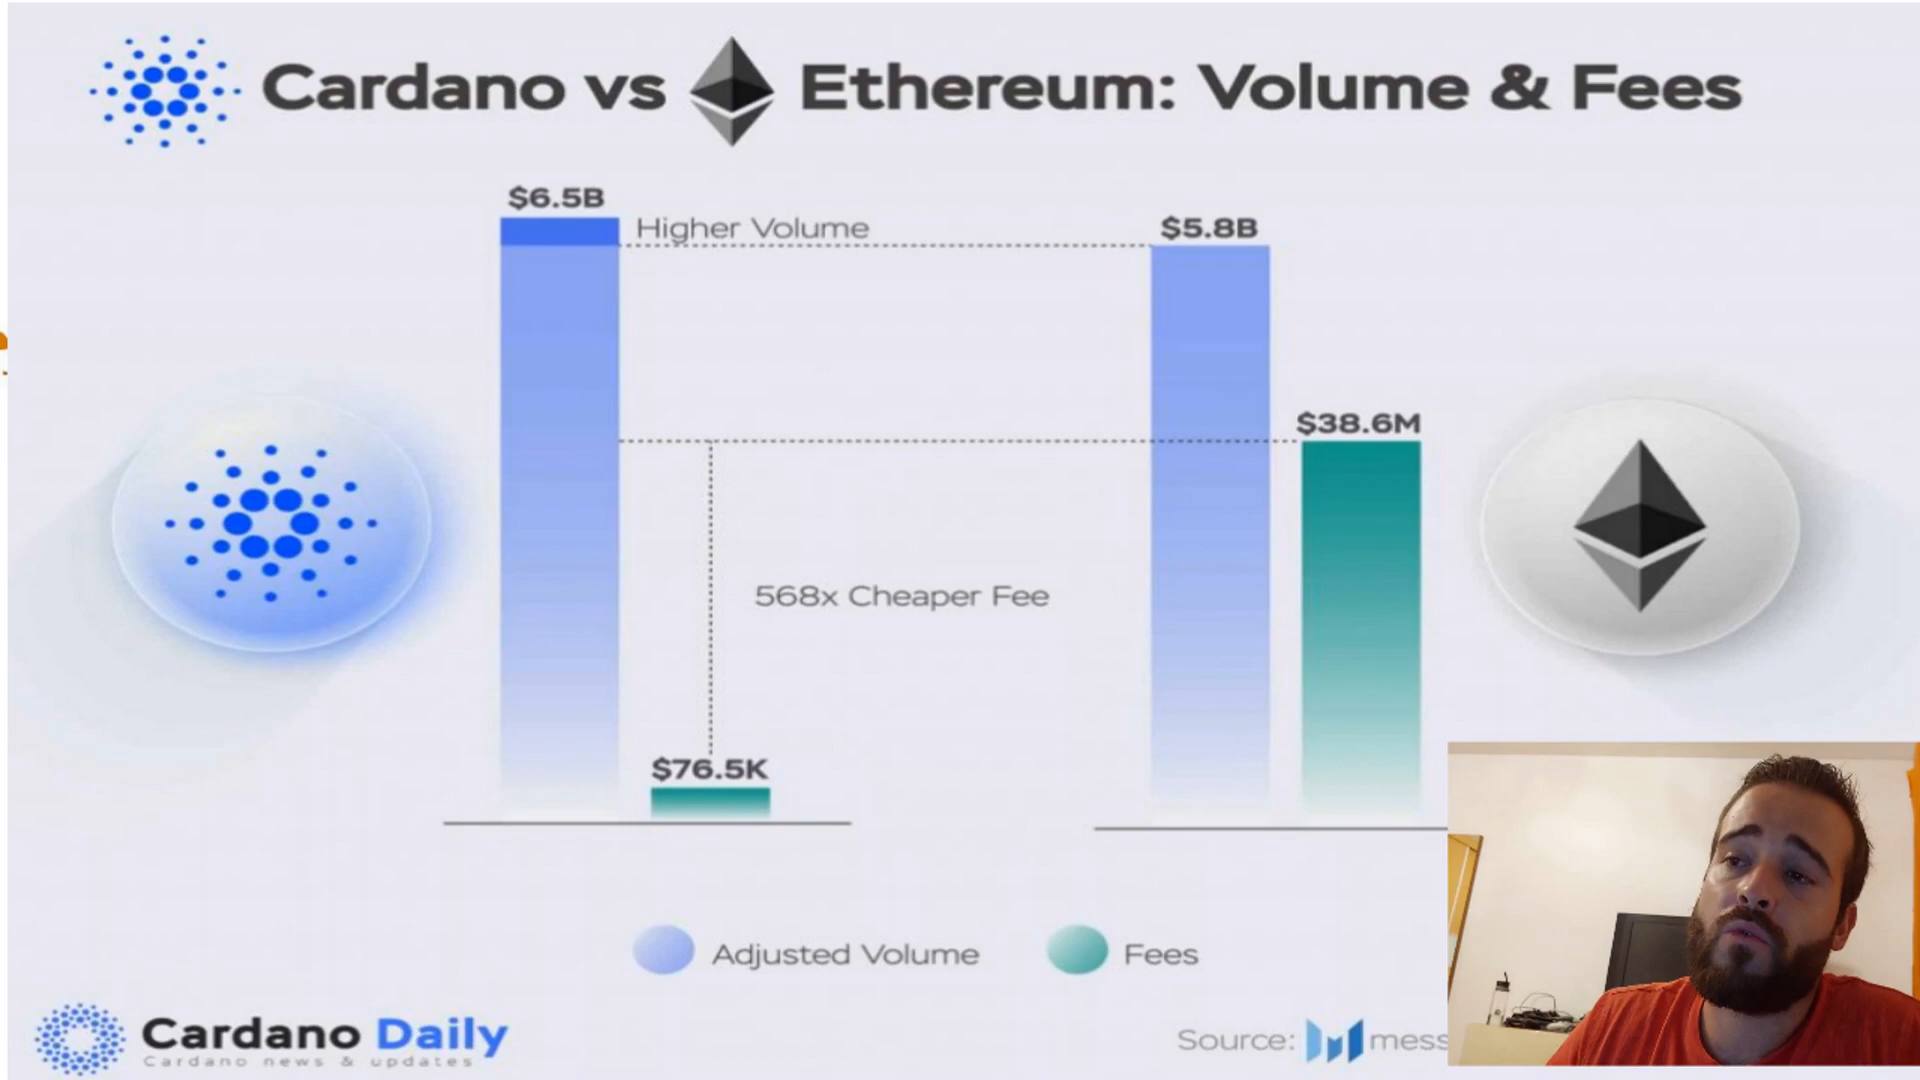 Cardano vs Ethereum: Volume & Fees
$6.5B
Higher Volume
$5.8B
$38.6M
568x Cheaper Fee
$76.5K
Adjusted Volume
Fees
Cardano Daily
Cardano news & updates
Source: mess